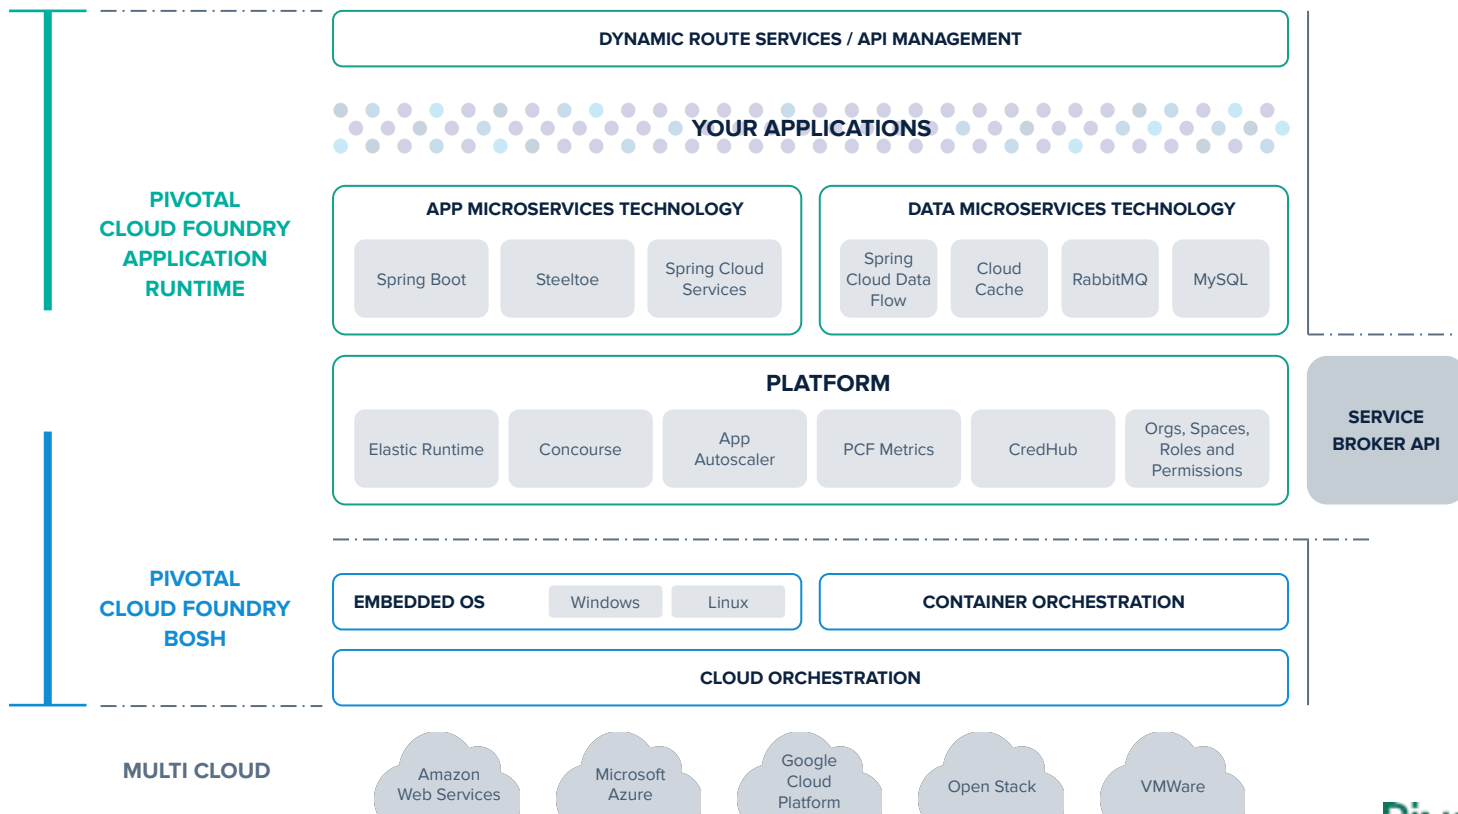 DYNAMIC ROUTE SERVICES / API MANAGEMENT
YOUR APPLICATIONS
PIVOTAL
CLOUD FOUNDRY
APPLICATION
RUNTIME
APP MICROSERVICES TECHNOLOGY
Spring Boot
Steeltoe
Spring Cloud
Services
DATA MICROSERVICES TECHNOLOGY
Spring
Cloud Data
Flow
Cloud
Cache
RabbitMQ
MySQL
PLATFORM
Elastic Runtime
Concourse
App
Autoscaler
PCF Metrics
CredHub
Orgs, Spaces,
Roles and
Permissions
SERVICE
BROKER API
PIVOTAL
CLOUD FOUNDRY
BOSH
EMBEDDED OS
Windows
Linux
CONTAINER ORCHESTRATION
CLOUD ORCHESTRATION
MULTI CLOUD
Amazon
Web Services
Microsoft
Azure
Google
Cloud
Platform
Open Stack
VMWare